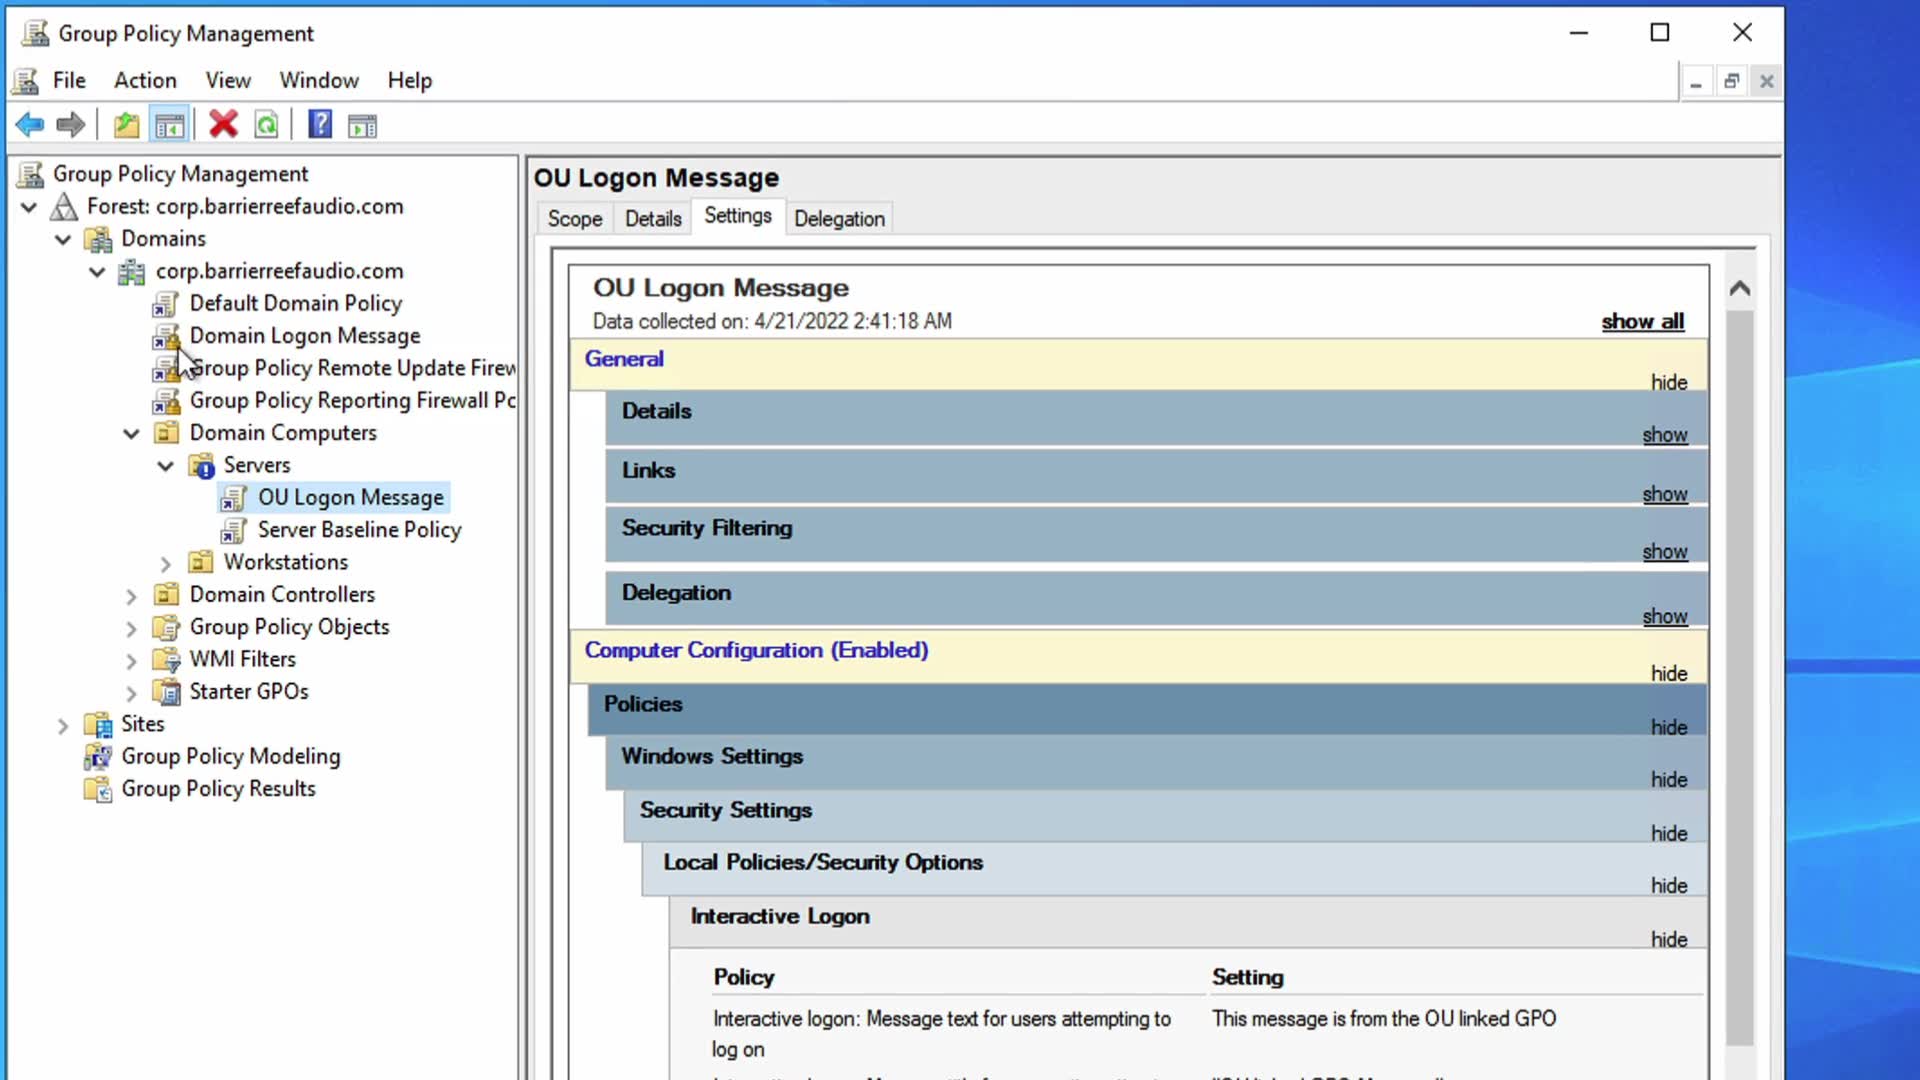 Group Policy Management
File Action View Window Help
Group Policy Management
Forest: corp.barrierreefaudio.com
Domains
corp.barrierreefaudio.com
Default Domain Policy
Domain Logon Message
Group Policy Remote Update Firew
Group Policy Reporting Firewall Po
Domain Computers
Servers
OU Logon Message
Server Baseline Policy
Workstations
Domain Controllers
Group Policy Objects
WMI Filters
Starter GPOs
Sites
Group Policy Modeling
Group Policy Results
OU Logon Message
Scope Details Settings Delegation
OU Logon Message
Data collected on: 4/21/2022 2:41:18 AM show all
General
hide
Details
show
Links
show
Security Filtering
show
Delegation
show
Computer Configuration (Enabled)
hide
Policies
hide
Windows Settings
hide
Security Settings
hide
Local Policies/Security Options
hide
Interactive Logon
hide
Policy Setting
Interactive logon: Message text for users attempting to This message is from the OU linked GPO
log on